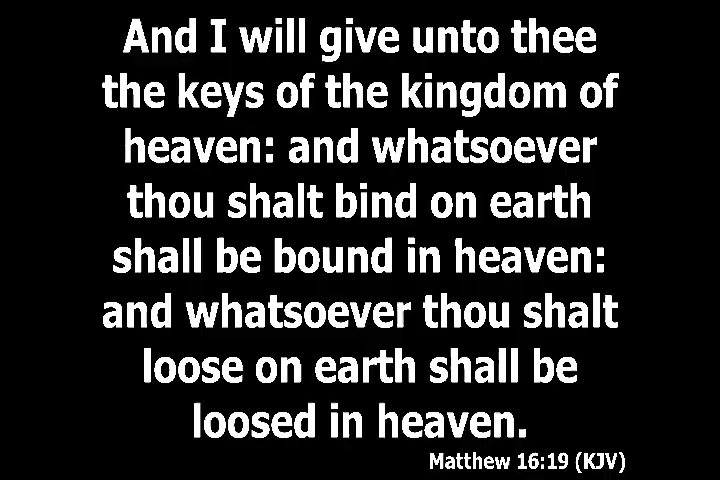 And I will give unto thee
the keys of the kingdom of
heaven: and whatsoever
thou shalt bind on earth
shall be bound in heaven:
and whatsoever thou shalt
loose on earth shall be
loosed in heaven.
Matthew 16:19 (KJV)